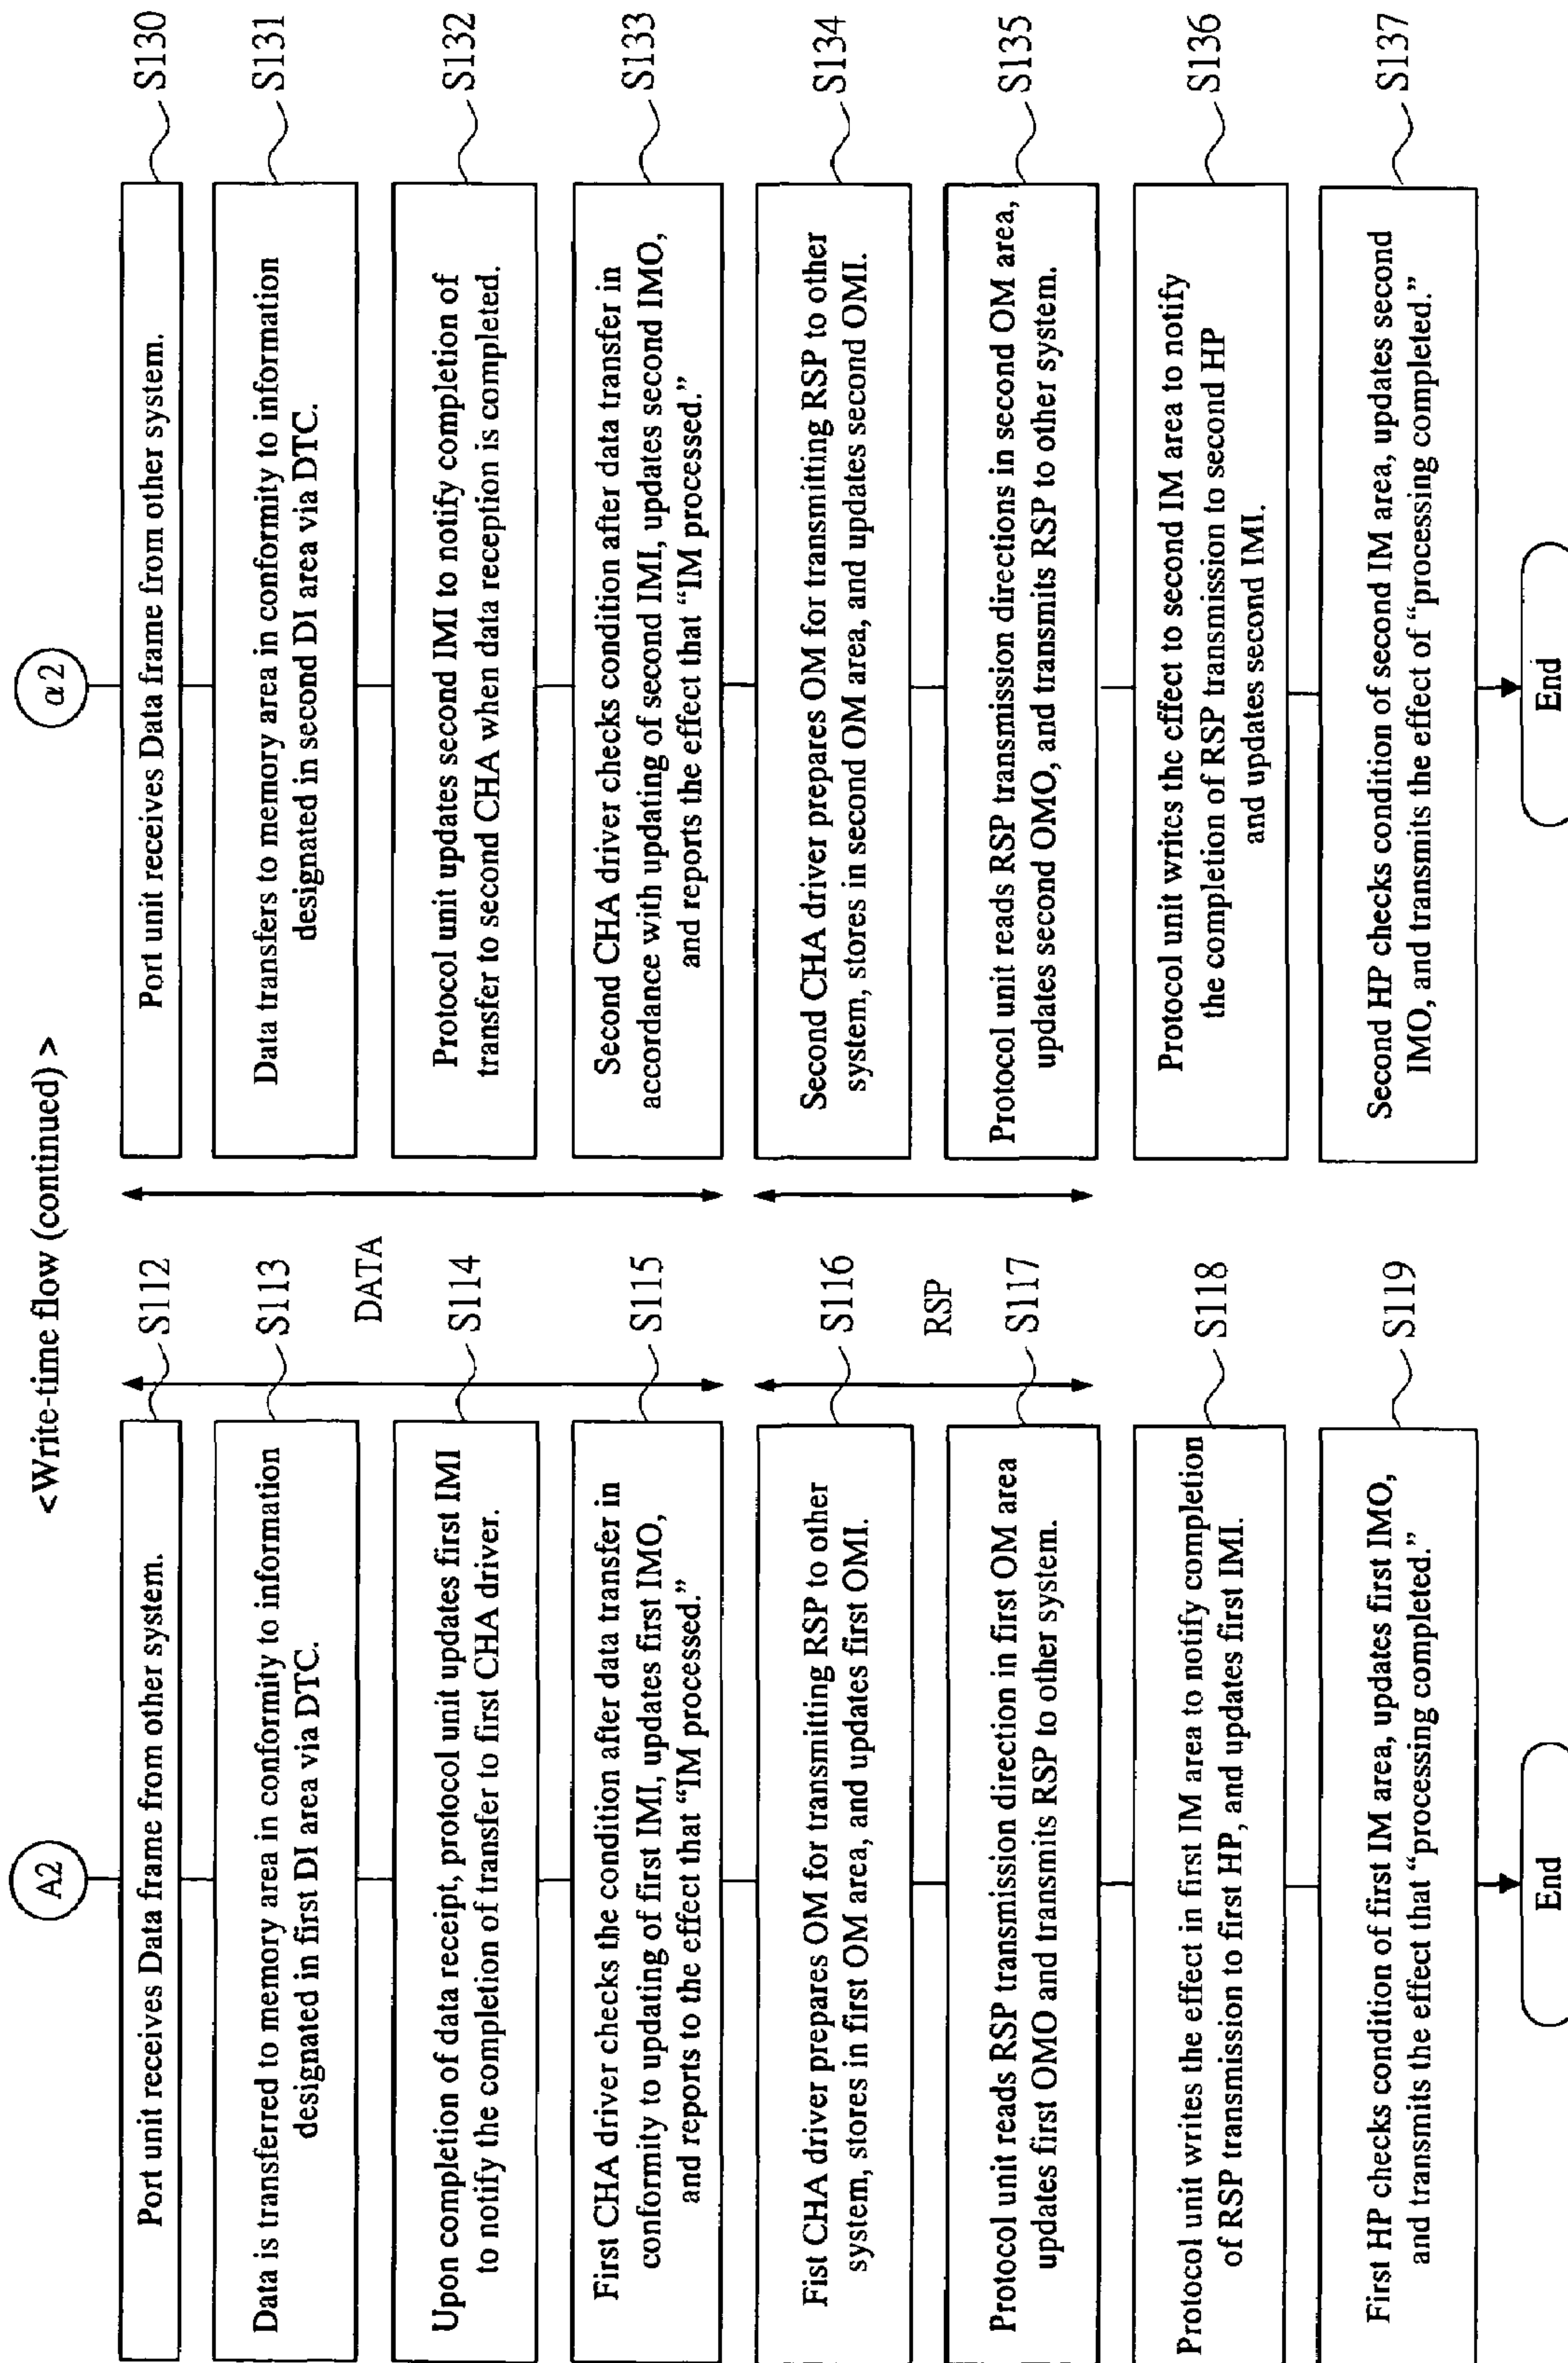 <Write-time flow (continued) >
A2
Port unit receives Data frame from other system.
S112
Data is transferred to memory area in conformity to information
designated in first DI area via DTC.
S113
DATA
Upon completion of data receipt, protocol unit updates first IMI
to notify the completion of transfer to first CHA driver.
S114
First CHA driver checks the condition after data transfer in
conformity to updating of first IMI, updates first IMO,
and reports to the effect that “IM processed.”
S115
Fist CHA driver prepares OM for transmitting RSP to other
system, stores in first OM area, and updates first OMI.
S116
RSP
Protocol unit reads RSP transmission direction in first OM area
updates first OMO and transmits RSP to other system.
S117
Protocol unit writes the effect in first IM area to notify completion
of RSP transmission to first HP, and updates first IMI.
S118
First HP checks condition of first IM area, updates first IMO,
and transmits the effect that “processing completed.”
S119
End
α2
Port unit receives Data frame from other system.
S130
Data transfers to memory area in conformity to information
designated in second DI area via DTC.
S131
Protocol unit updates second IMI to notify completion of
transfer to second CHA when data reception is completed.
S132
Second CHA driver checks condition after data transfer in
accordance with updating of second IMI, updates second IMO,
and reports the effect that “IM processed.”
S133
Second CHA driver prepares OM for transmitting RSP to other
system, stores in second OM area, and updates second OMI.
S134
Protocol unit reads RSP transmission directions in second OM area,
updates second OMO, and transmits RSP to other system.
S135
Protocol unit writes the effect to second IM area to notify
the completion of RSP transmission to second HP
and updates second IMI.
S136
Second HP checks condition of second IM area, updates second
IMO, and transmits the effect of “processing completed.”
S137
End